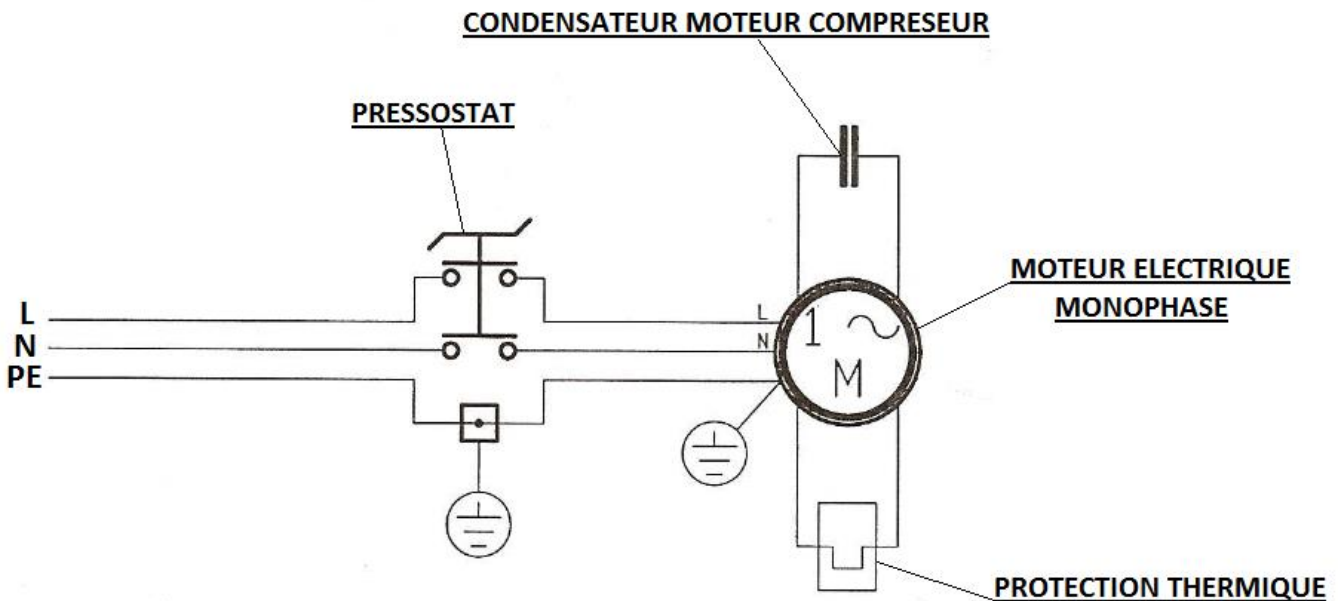 CONDENSATEUR MOTEUR COMPRESEUR
PRESSOSTAT
MOTEUR ELECTRIQUE
MONOPHASE
L
N
PE
L
N
1
M
PROTECTION THERMIQUE